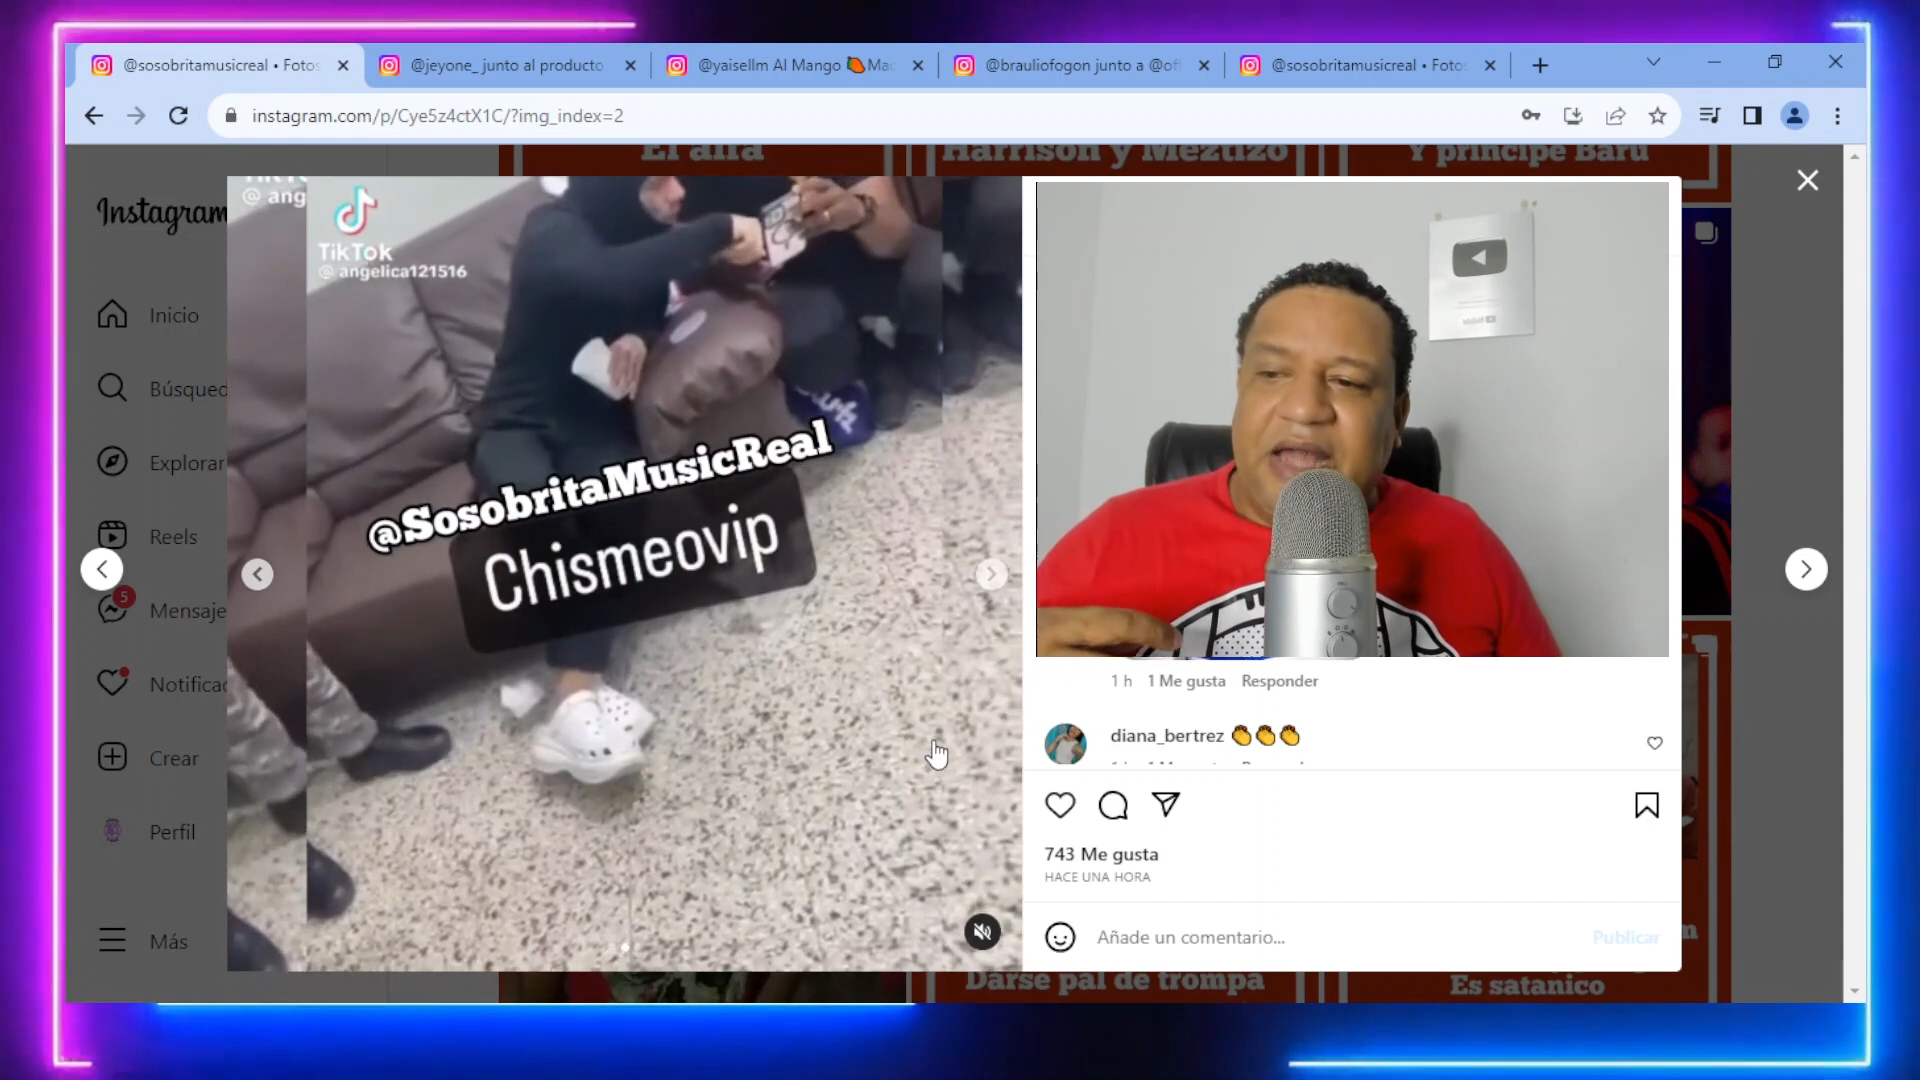 @sosobritamusicreal • Fotos
@jeyone_ junto al producto
@yaisellm Al Mango 🥭Mac
@brauliofogon junto a @of
@sosobritamusicreal • Fotos
instagram.com/p/Cye5z4ctX1C/?img_index=2
El alfa
Harrison y Meztizo
Y principe Baru
Instagram
@ ang
TikTok
@ angelica121516
Inicio
Búsqued
Explorar
Reels
5
Mensaje
Notificac
Crear
Perfil
Más
@SosobritaMusicReal
Chismeovip
1 h 1 Me gusta Responder
diana_bertrez 👏👏👏
743 Me gusta
HACE UNA HORA
Añade un comentario...
Publicar
Darse pal de trompa
Es satanico